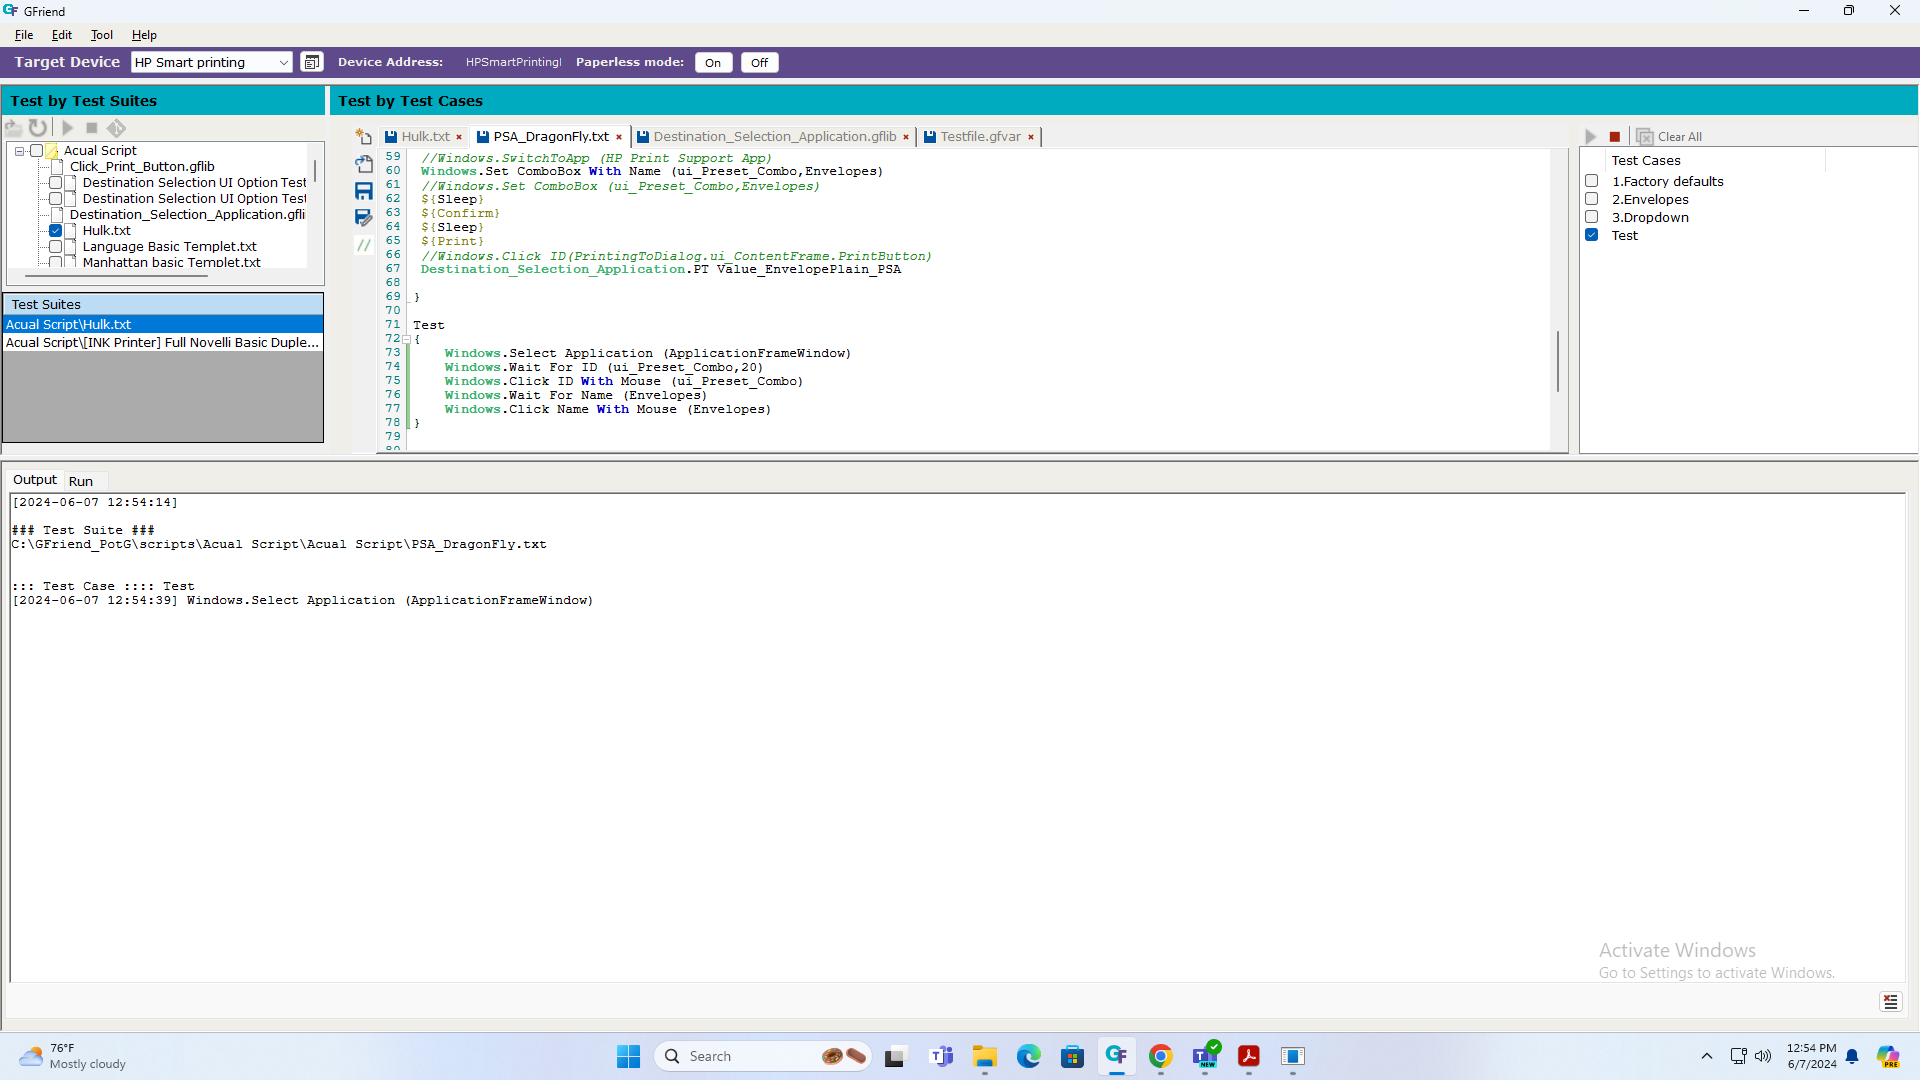 GFriend
File Edit Tool Help
Target Device HP Smart printing Device Address: HPSmartPrintingI Paperless mode: On Off
Test by Test Suites
Test by Test Cases
Acual Script
Click_Print_Button.gflib
Destination Selection UI Option Test
Destination Selection UI Option Test
Destination_Selection_Application.gfli
Hulk.txt
Language Basic Templet.txt
Manhattan basic Templet.txt
Test Suites
Acual Script\Hulk.txt
Acual Script\[INK Printer] Full Novelli Basic Duple...
Hulk.txt PSA_DragonFly.txt Destination_Selection_Application.gflib Testfile.gfvar
//
59 //Windows.SwitchToApp (HP Print Support App)
60 Windows.Set ComboBox With Name (ui_Preset_Combo,Envelopes)
61 //Windows.Set ComboBox (ui_Preset_Combo,Envelopes)
62 ${Sleep}
63 ${Confirm}
64 ${Sleep}
65 ${Print}
66 //Windows.Click ID(PrintingToDialog.ui_ContentFrame.PrintButton)
67 Destination_Selection_Application.PT Value_EnvelopePlain_PSA
68
69 }
70
71 Test
72 {
73 Windows.Select Application (ApplicationFrameWindow)
74 Windows.Wait For ID (ui_Preset_Combo,20)
75 Windows.Click ID With Mouse (ui_Preset_Combo)
76 Windows.Wait For Name (Envelopes)
77 Windows.Click Name With Mouse (Envelopes)
78 }
79
80
Clear All
Test Cases
1.Factory defaults
2.Envelopes
3.Dropdown
Test
Output Run
[2024-06-07 12:54:14]
### Test Suite ###
C:\GFriend_PotG\scripts\Acual Script\Acual Script\PSA_DragonFly.txt
::: Test Case :::: Test
[2024-06-07 12:54:39] Windows.Select Application (ApplicationFrameWindow)
Activate Windows
Go to Settings to activate Windows.
76°F
Mostly cloudy
Search
NEW
12:54 PM
6/7/2024
PRE